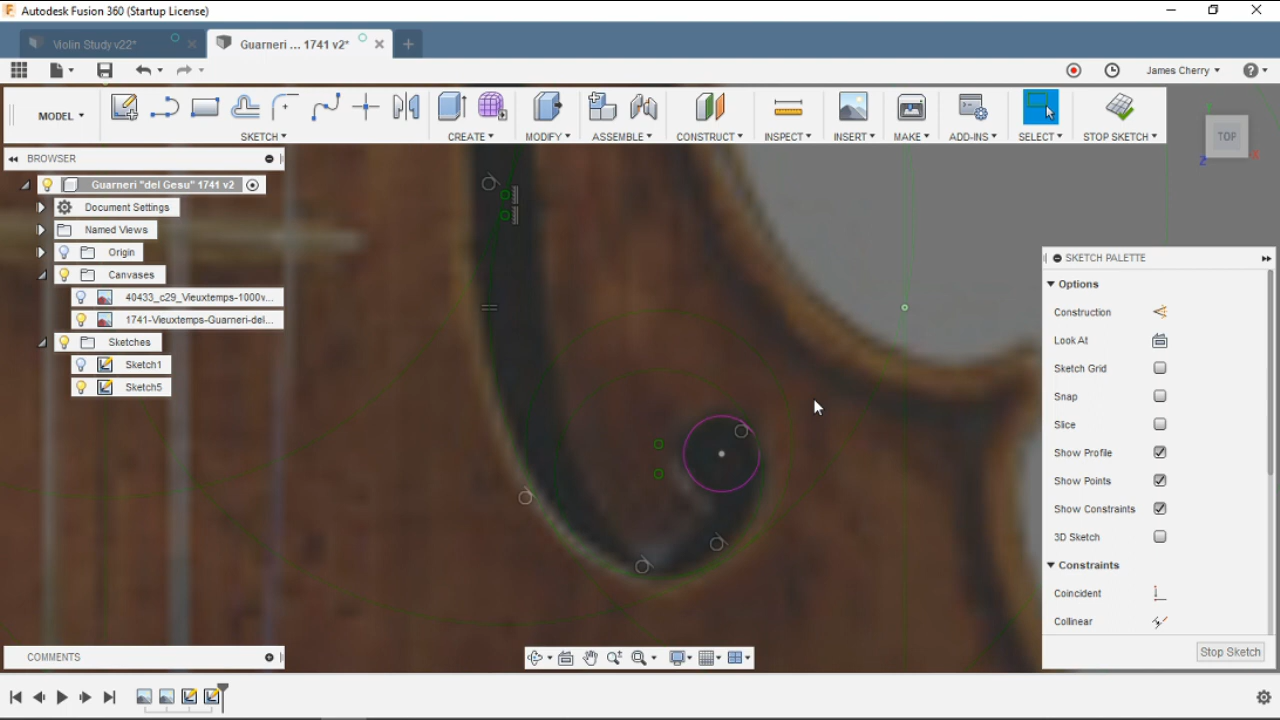 Autodesk Fusion 360 (Startup License)
Violin Study v22*
Guarneri ... 1741 v2*
James Cherry
MODEL
SKETCH
CREATE
MODIFY
ASSEMBLE
CONSTRUCT
INSPECT
INSERT
MAKE
ADD-INS
SELECT
STOP SKETCH
TOP
Z
X
BROWSER
Guarneri "del Gesu" 1741 v2
Document Settings
Named Views
Origin
Canvases
40433_c29_Vieuxtemps-1000v...
1741-Vieuxtemps-Guarneri-del...
Sketches
Sketch1
Sketch5
SKETCH PALETTE
Options
Construction
Look At
Sketch Grid
Snap
Slice
Show Profile
Show Points
Show Constraints
3D Sketch
Constraints
Coincident
Collinear
Stop Sketch
COMMENTS